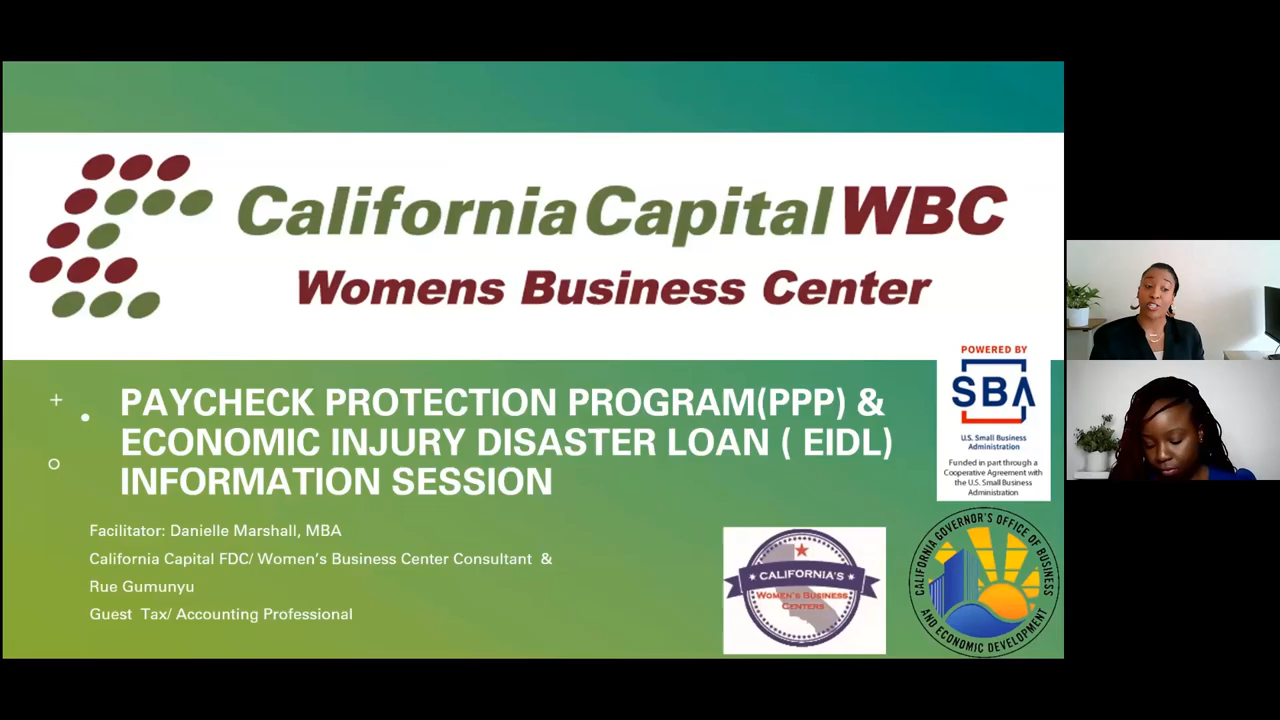 CaliforniaCapitalWBC
Womens Business Center
POWERED BY
SBA
U.S. Small Business
Administration
Funded in part through a
Cooperative Agreement with
the U.S. Small Business
Administration
PAYCHECK PROTECTION PROGRAM(PPP) &
ECONOMIC INJURY DISASTER LOAN ( EIDL)
INFORMATION SESSION
Facilitator: Danielle Marshall, MBA
California Capital FDC/ Women's Business Center Consultant &
Rue Gumunyu
Guest Tax/ Accounting Professional
CALIFORNIA'S
WOMEN'S BUSINESS
CENTERS
CALIFORNIA GOVERNOR'S OFFICE OF BUSINESS
AND ECONOMIC DEVELOPMENT